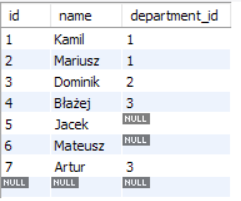 id name department_id
1 Kamil 1
2 Mariusz 1
3 Dominik 2
4 Błażej 3
5 Jacek NULL
6 Mateusz NULL
7 Artur 3
NULL NULL NULL